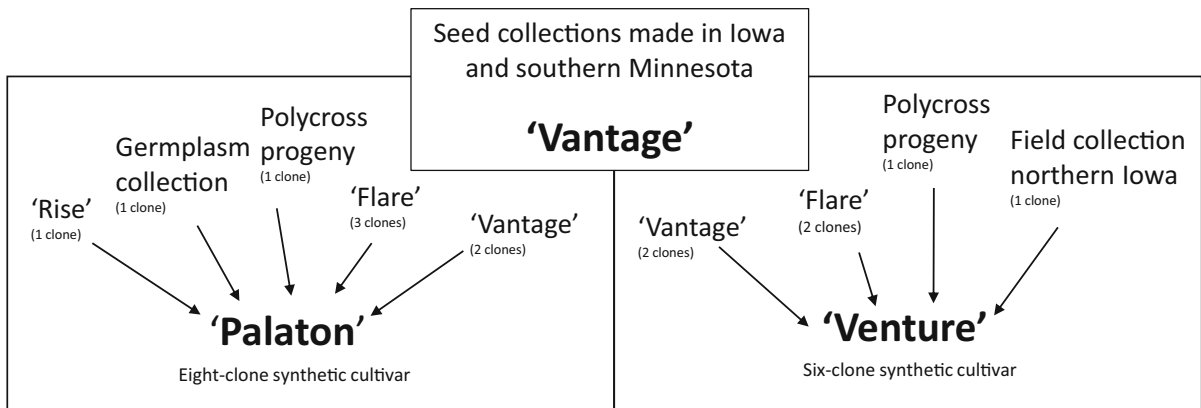 Seed collections made in Iowa
and southern Minnesota
‘Vantage’
‘Rise’
(1 clone)
Germplasm
collection
(1 clone)
Polycross
progeny
(1 clone)
‘Flare’
(3 clones)
‘Vantage’
(2 clones)
‘Palaton’
Eight-clone synthetic cultivar
‘Vantage’
(2 clones)
‘Flare’
(2 clones)
Polycross
progeny
(1 clone)
Field collection
northern Iowa
(1 clone)
‘Venture’
Six-clone synthetic cultivar